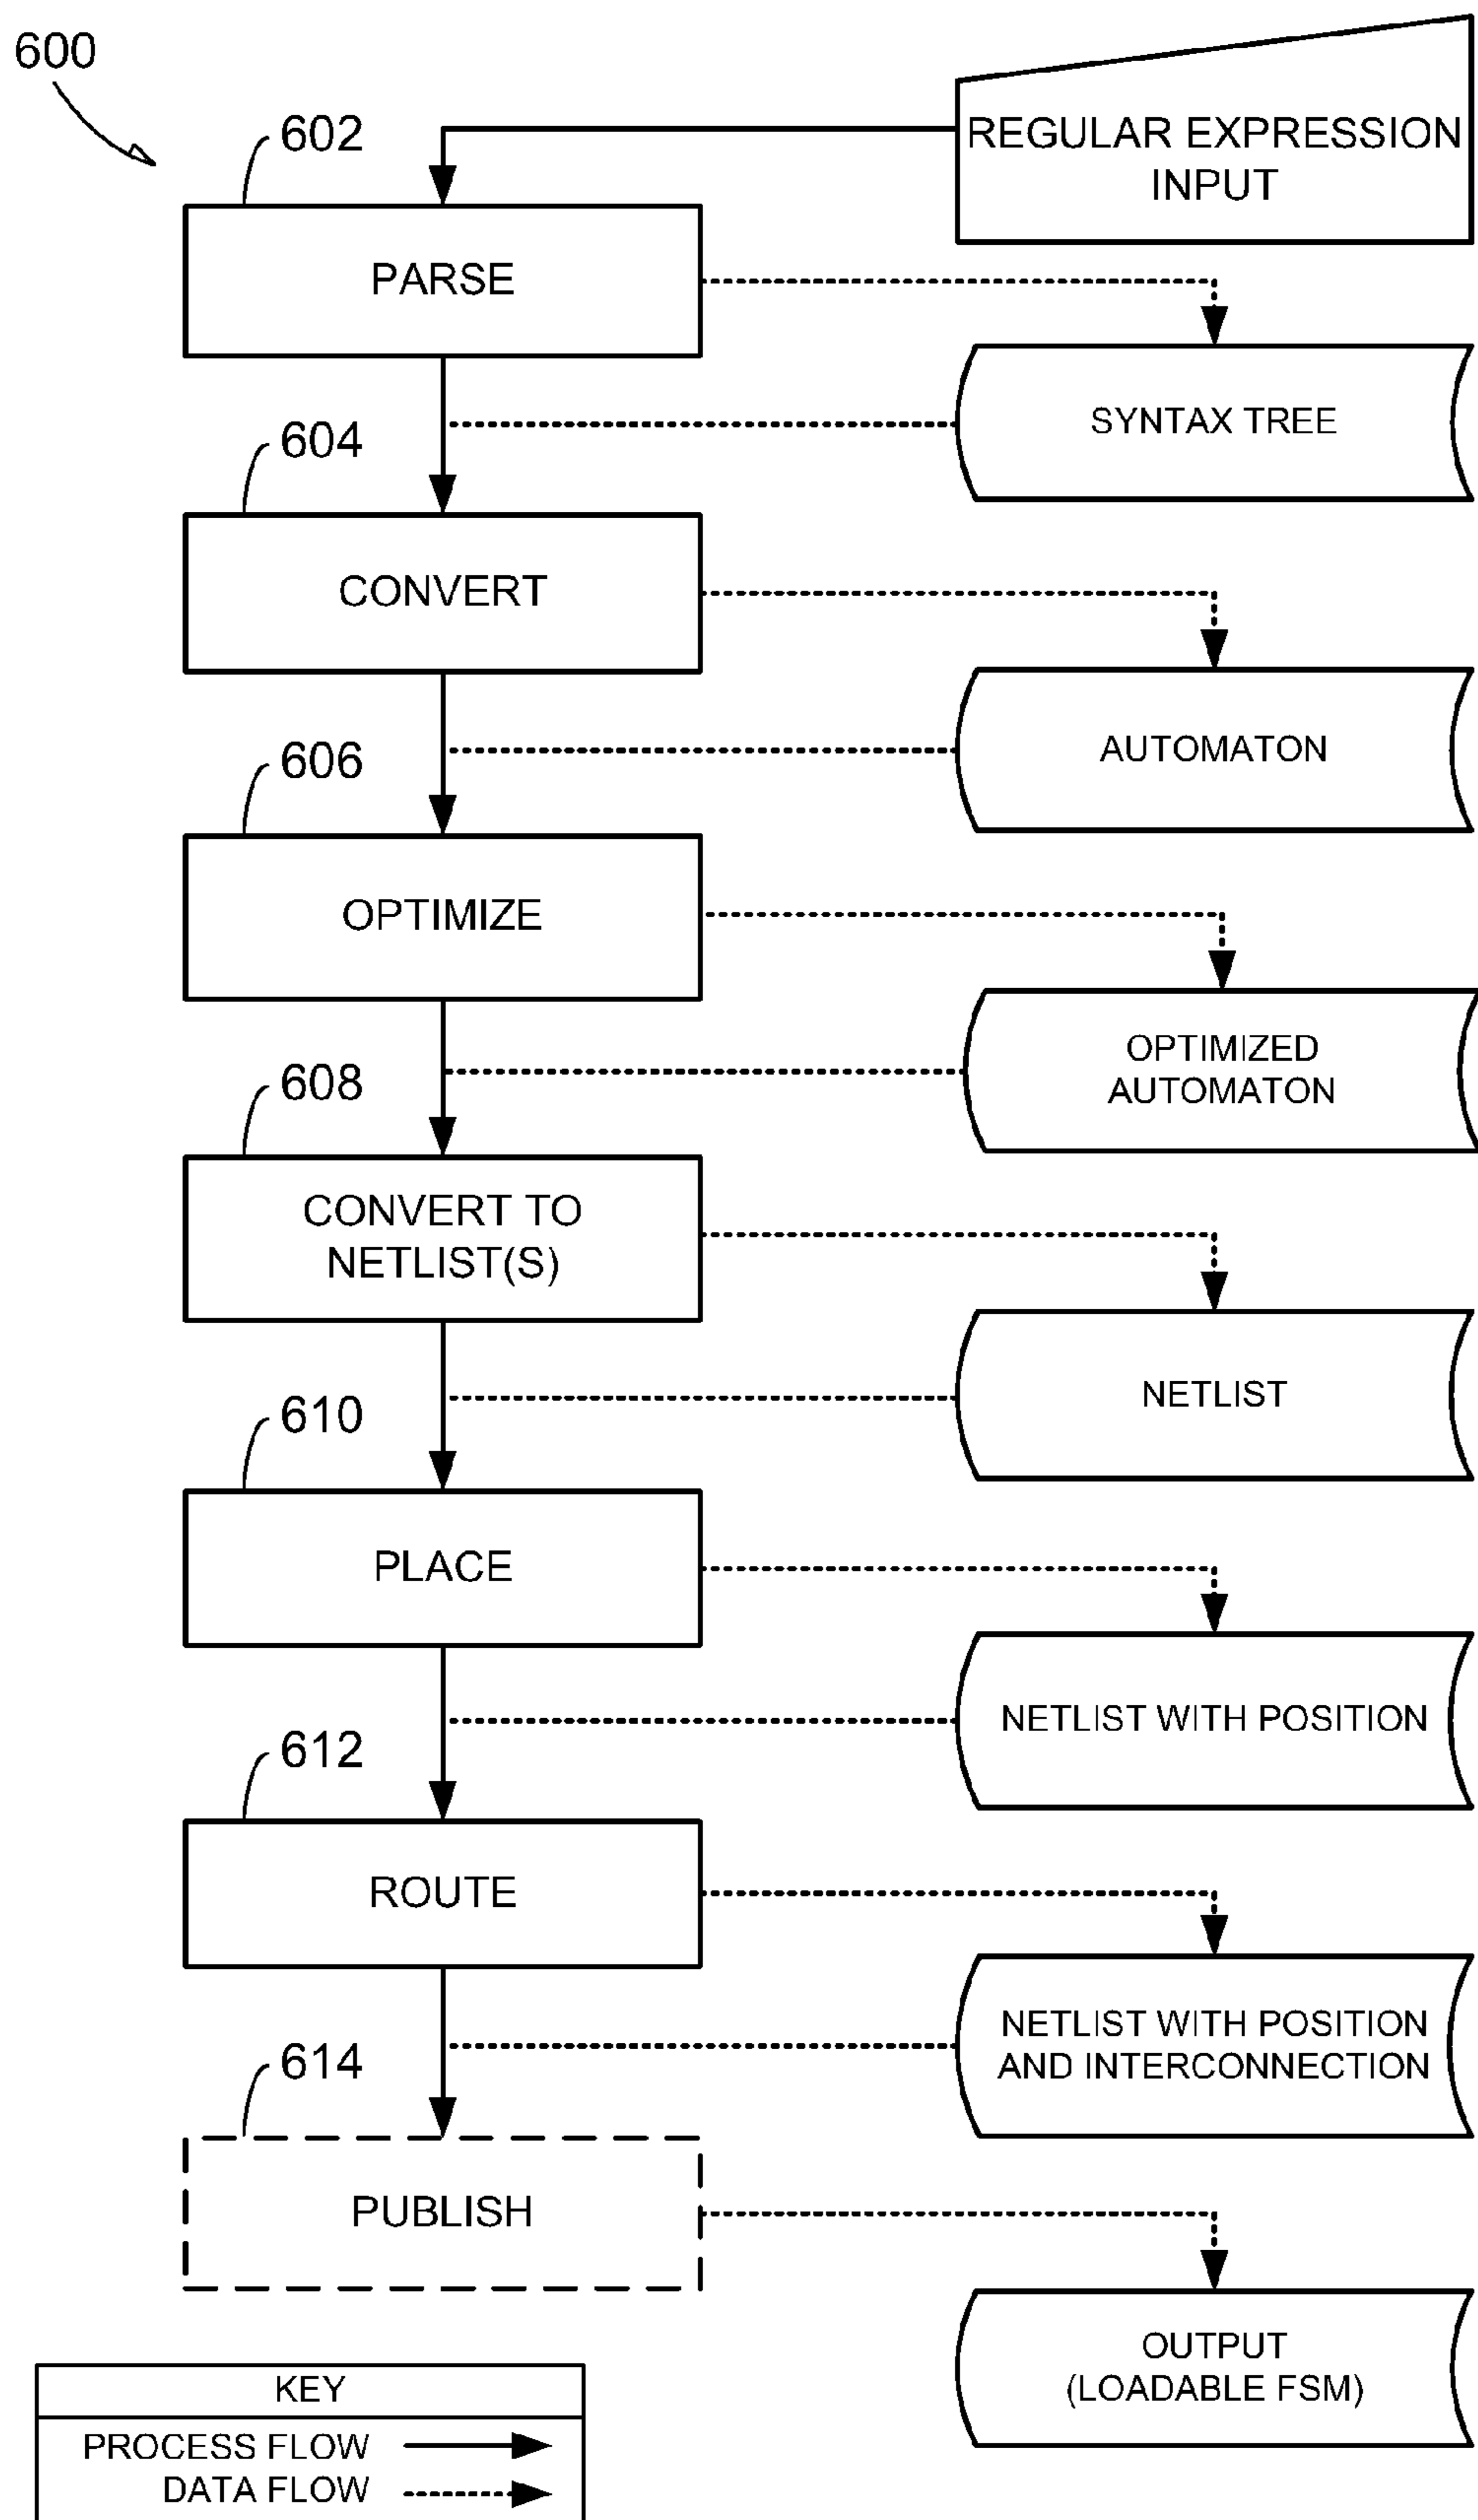 600
602
REGULAR EXPRESSION
INPUT
PARSE
SYNTAX TREE
604
CONVERT
AUTOMATON
606
OPTIMIZE
OPTIMIZED
AUTOMATON
608
CONVERT TO
NETLIST(S)
NETLIST
610
PLACE
NETLIST WITH POSITION
612
ROUTE
NETLIST WITH POSITION
AND INTERCONNECTION
614
PUBLISH
OUTPUT
(LOADABLE FSM)
KEY
PROCESS FLOW
DATA FLOW